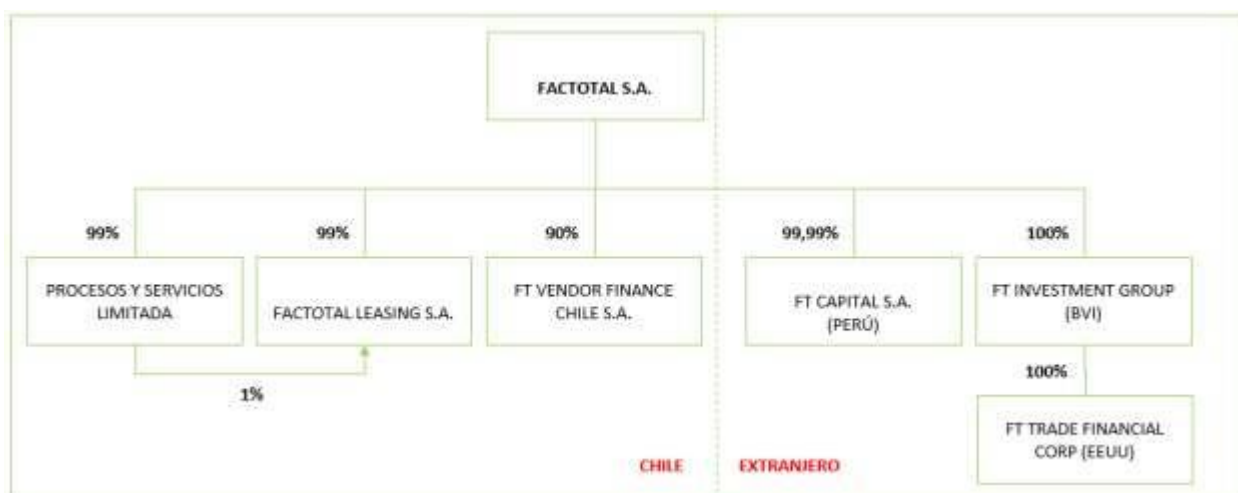 FACTOTAL S.A.
99%
99%
90%
99,99%
100%
PROCESOS Y SERVICIOS
LIMITADA
FACTOTAL LEASING S.A.
FT VENDOR FINANCE
CHILE S.A.
FT CAPITAL S.A.
(PERÚ)
FT INVESTMENT GROUP
(BVI)
1%
100%
FT TRADE FINANCIAL
CORP (EEUU)
CHILE
EXTRANJERO